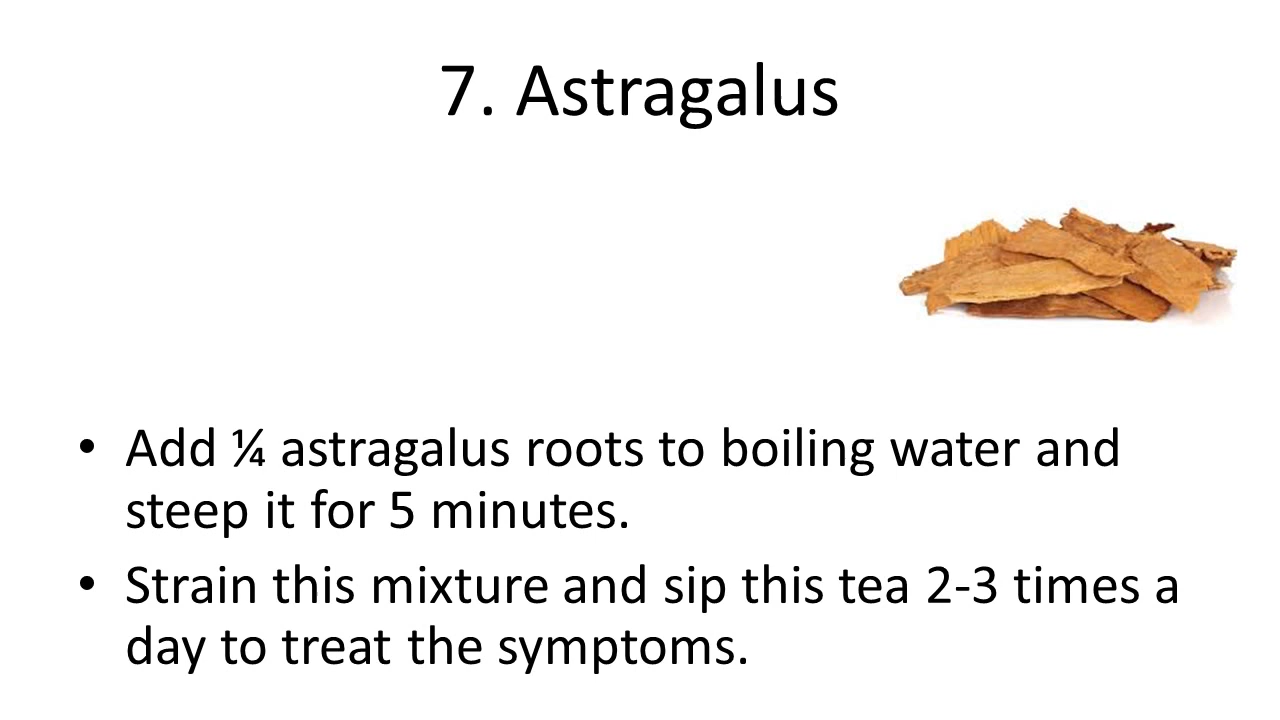 7. Astragalus
• Add ¼ astragalus roots to boiling water and
steep it for 5 minutes.
• Strain this mixture and sip this tea 2-3 times a
day to treat the symptoms.